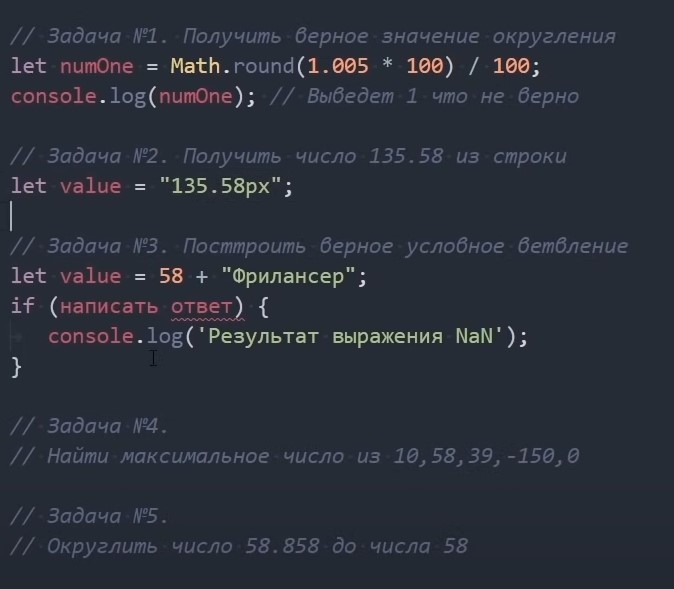 // Задача №1. Получить верное значение округления
let numOne = Math.round(1.005 * 100) / 100;
console.log(numOne); // Выведет 1 что не верно
// Задача №2. Получить число 135.58 из строки
let value = "135.58px";
// Задача №3. Посттроить верное условное ветвление
let value = 58 + "Фрилансер";
if (написать ответ) {
console.log('Результат выражения NaN');
}
// Задача №4.
// Найти максимальное число из 10,58,39,-150,0
// Задача №5.
// Округлить число 58.858 до числа 58